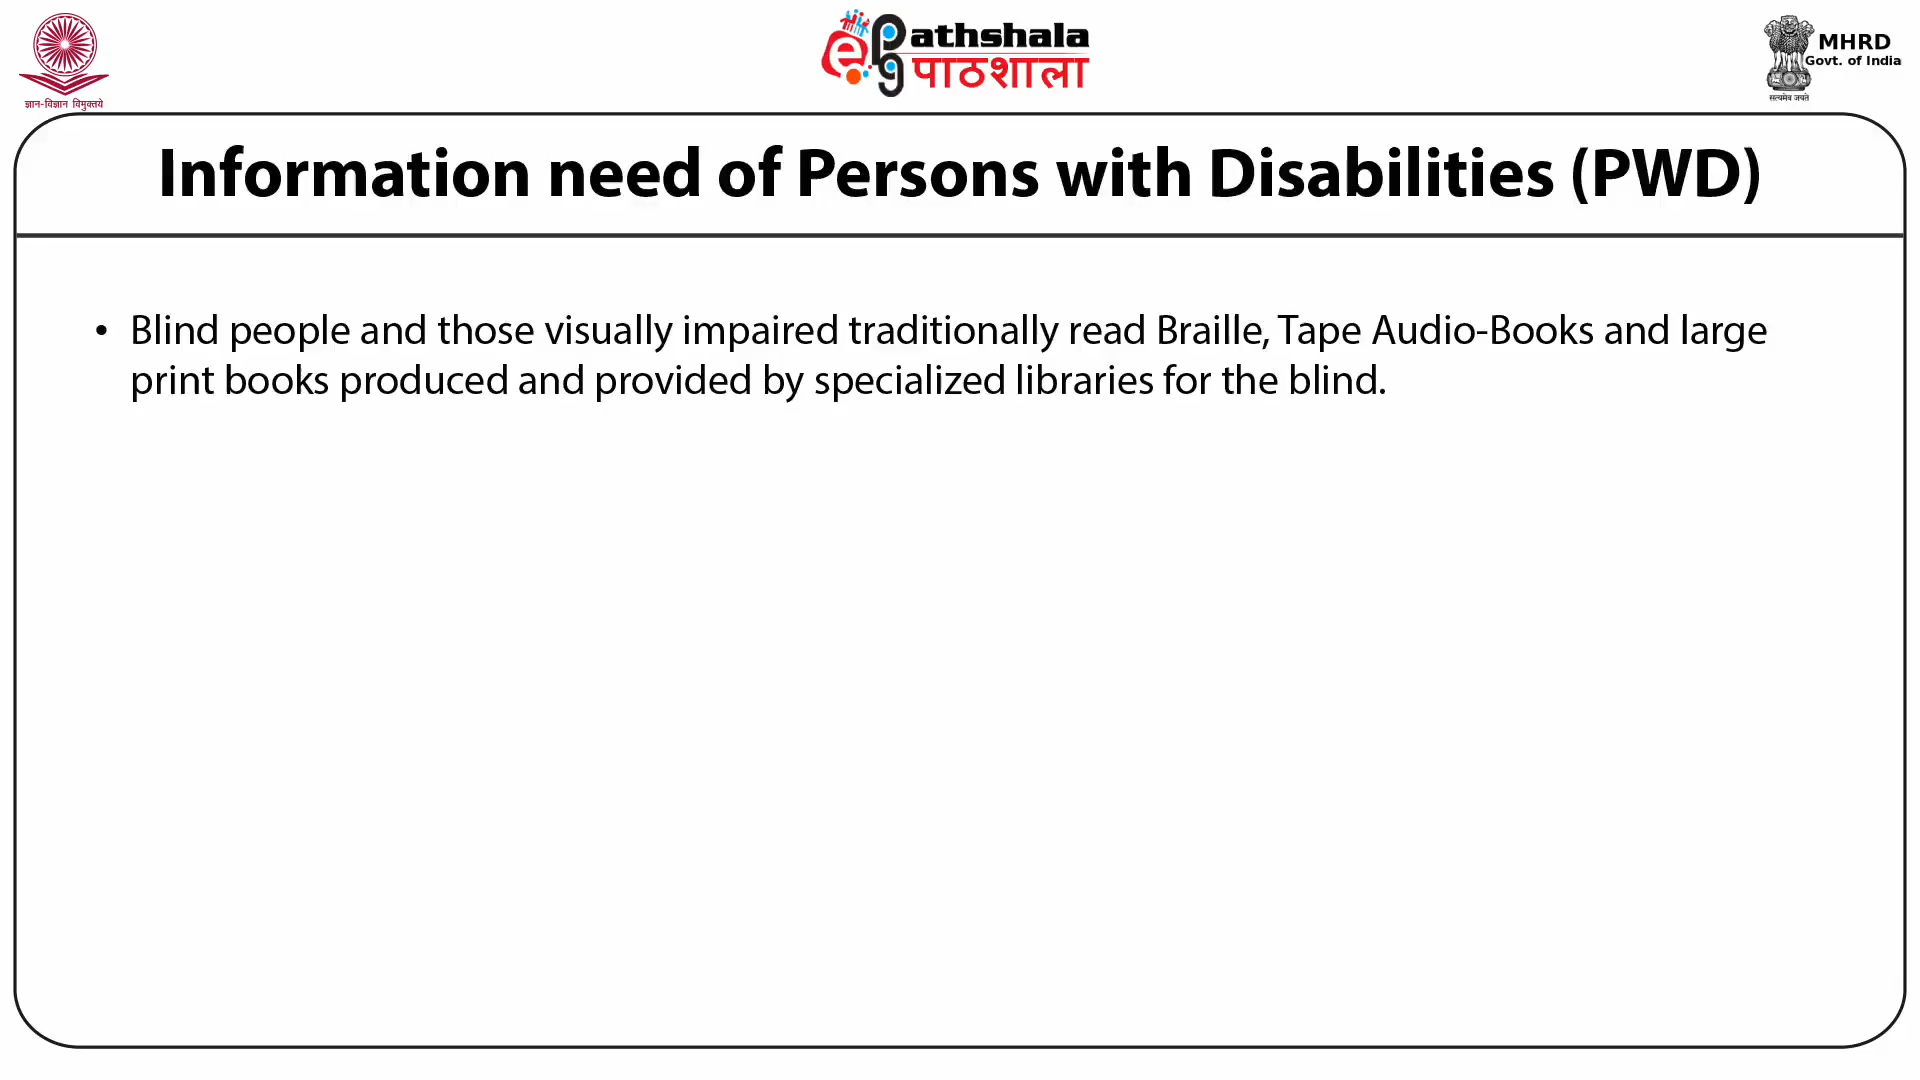 ज्ञान-विज्ञान विमुक्तये
e
pg
athshala
पाठशाला
MHRD
Govt. of India
सत्यमेव जयते
Information need of Persons with Disabilities (PWD)
• Blind people and those visually impaired traditionally read Braille, Tape Audio-Books and large
print books produced and provided by specialized libraries for the blind.